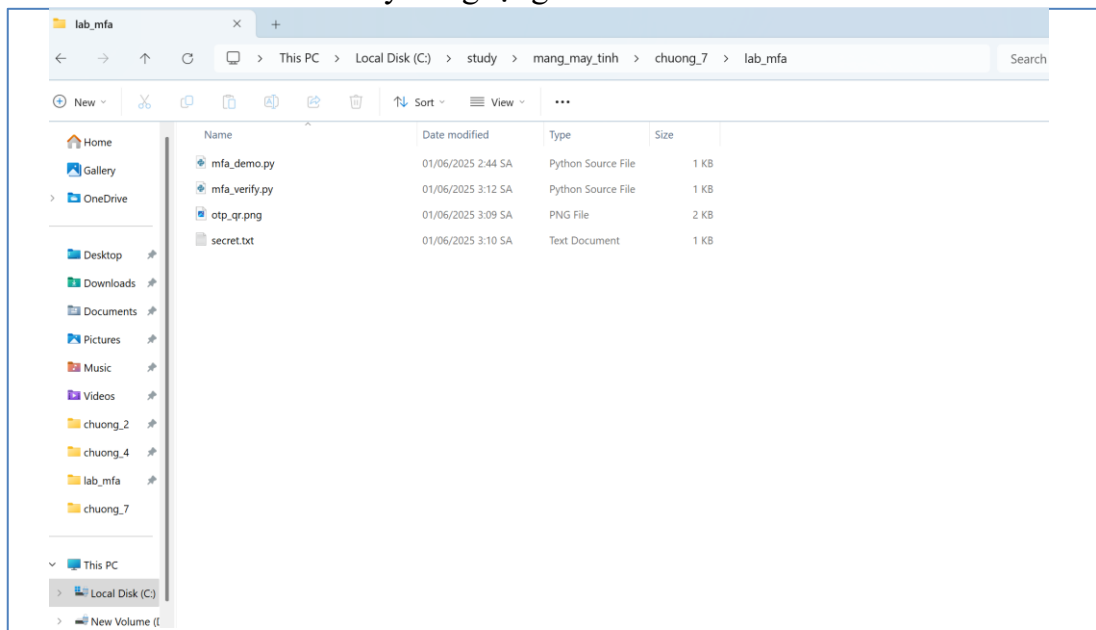 lab_mfa
This PC > Local Disk (C:) > study > mang_may_tinh > chuong_7 > lab_mfa
Search
New
Sort
View
Name Date modified Type Size
mfa_demo.py 01/06/2025 2:44 SA Python Source File 1 KB
mfa_verify.py 01/06/2025 3:12 SA Python Source File 1 KB
otp_qr.png 01/06/2025 3:09 SA PNG File 2 KB
secret.txt 01/06/2025 3:10 SA Text Document 1 KB
Home
Gallery
OneDrive
Desktop
Downloads
Documents
Pictures
Music
Videos
chuong_2
chuong_4
lab_mfa
chuong_7
This PC
Local Disk (C:)
New Volume (